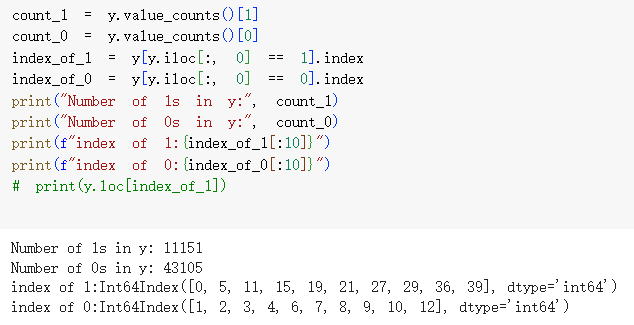 count_1 = y.value_counts()[1]
count_0 = y.value_counts()[0]
index_of_1 = y[y.iloc[:, 0] == 1].index
index_of_0 = y[y.iloc[:, 0] == 0].index
print("Number of 1s in y:", count_1)
print("Number of 0s in y:", count_0)
print(f"index of 1:{index_of_1[:10]}")
print(f"index of 0:{index_of_0[:10]}")
# print(y.loc[index_of_1])
Number of 1s in y: 11151
Number of 0s in y: 43105
index of 1:Int64Index([0, 5, 11, 15, 19, 21, 27, 29, 36, 39], dtype='int64')
index of 0:Int64Index([1, 2, 3, 4, 6, 7, 8, 9, 10, 12], dtype='int64')